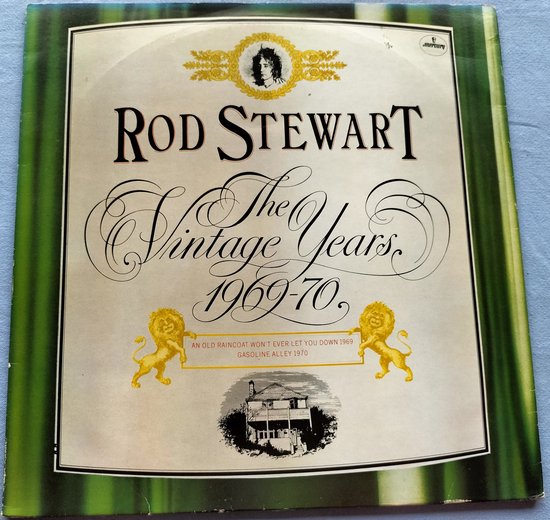 mercury
ROD STEWART
The
Vintage Years
1969-70
AN OLD RAINCOAT WON'T EVER LET YOU DOWN 1969
GASOLINE ALLEY 1970